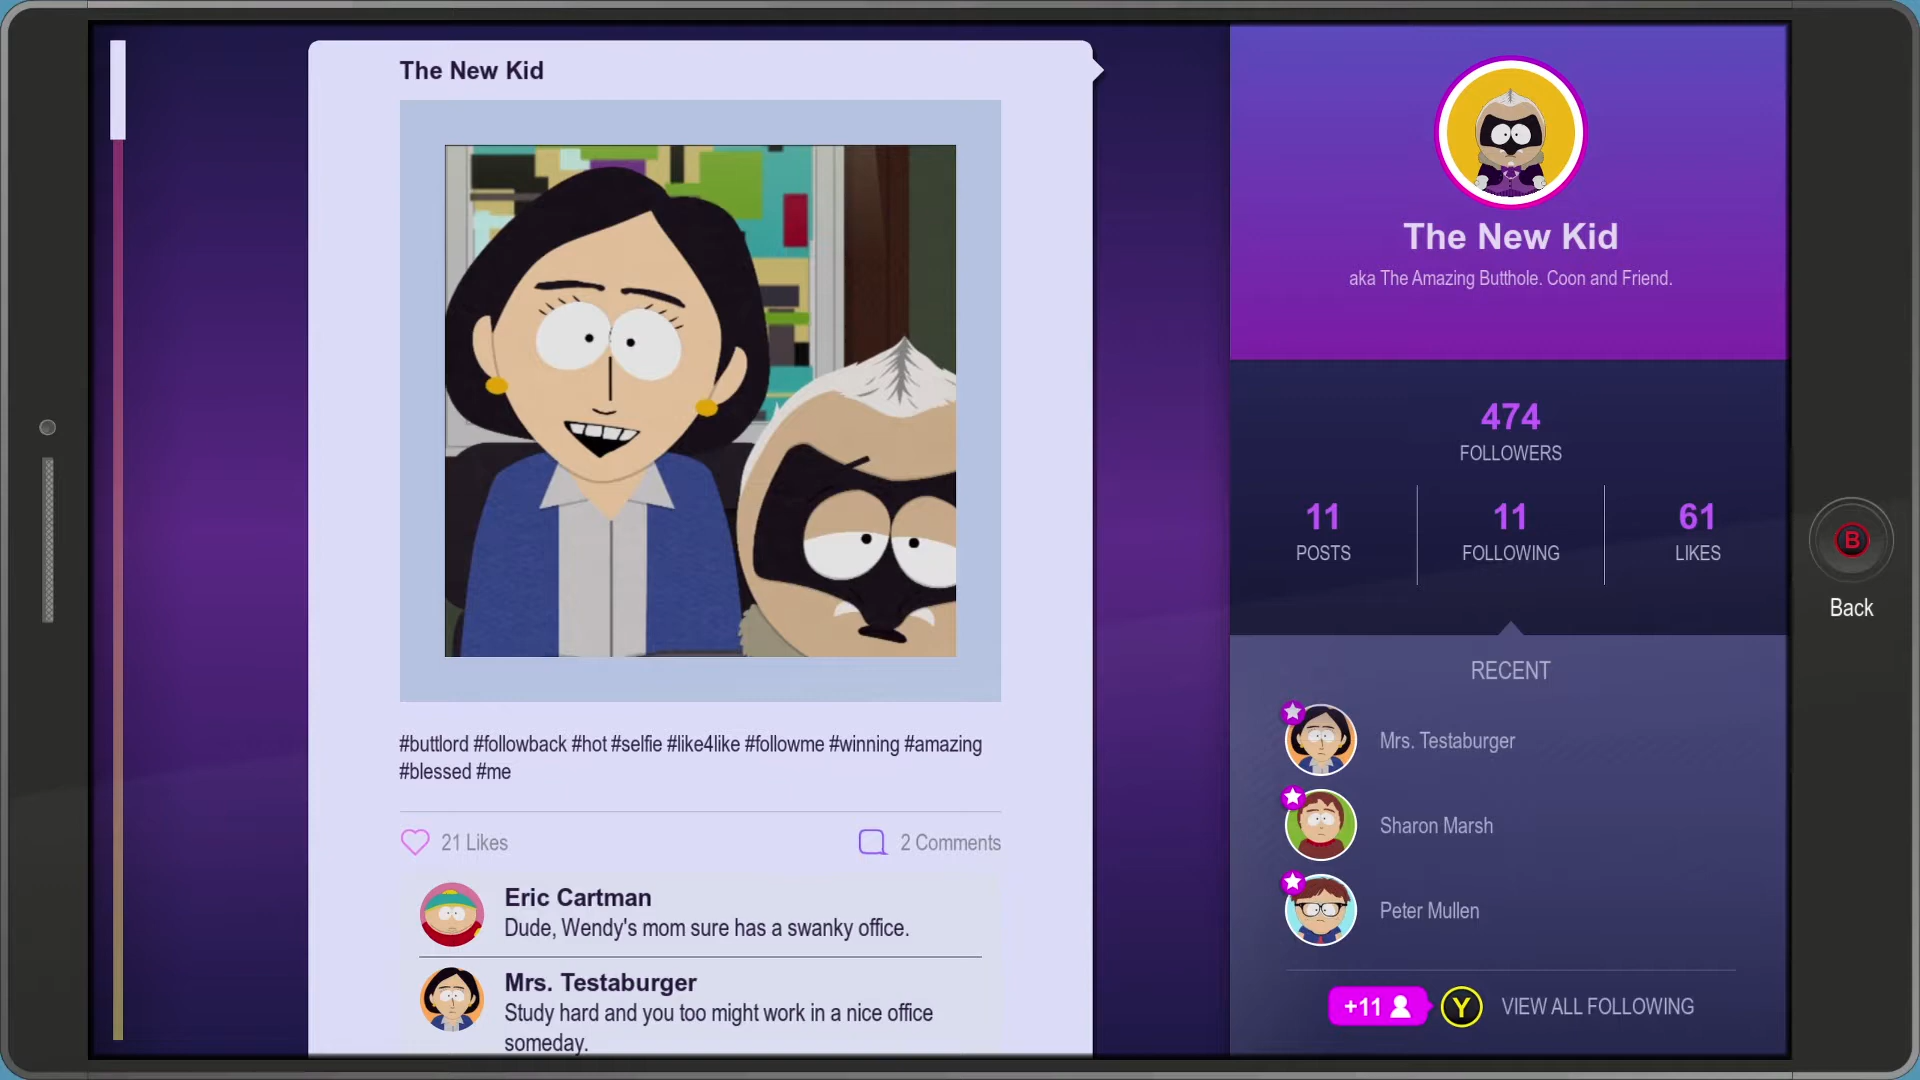 The New Kid
#buttlord #followback #hot #selfie #like4like #followme #winning #amazing
#blessed #me
21 Likes
2 Comments
Eric Cartman
Dude, Wendy's mom sure has a swanky office.
Mrs. Testaburger
Study hard and you too might work in a nice office
someday.
The New Kid
aka The Amazing Butthole. Coon and Friend.
474
FOLLOWERS
11
POSTS
11
FOLLOWING
61
LIKES
RECENT
Mrs. Testaburger
Sharon Marsh
Peter Mullen
+11
Y
VIEW ALL FOLLOWING
B
Back